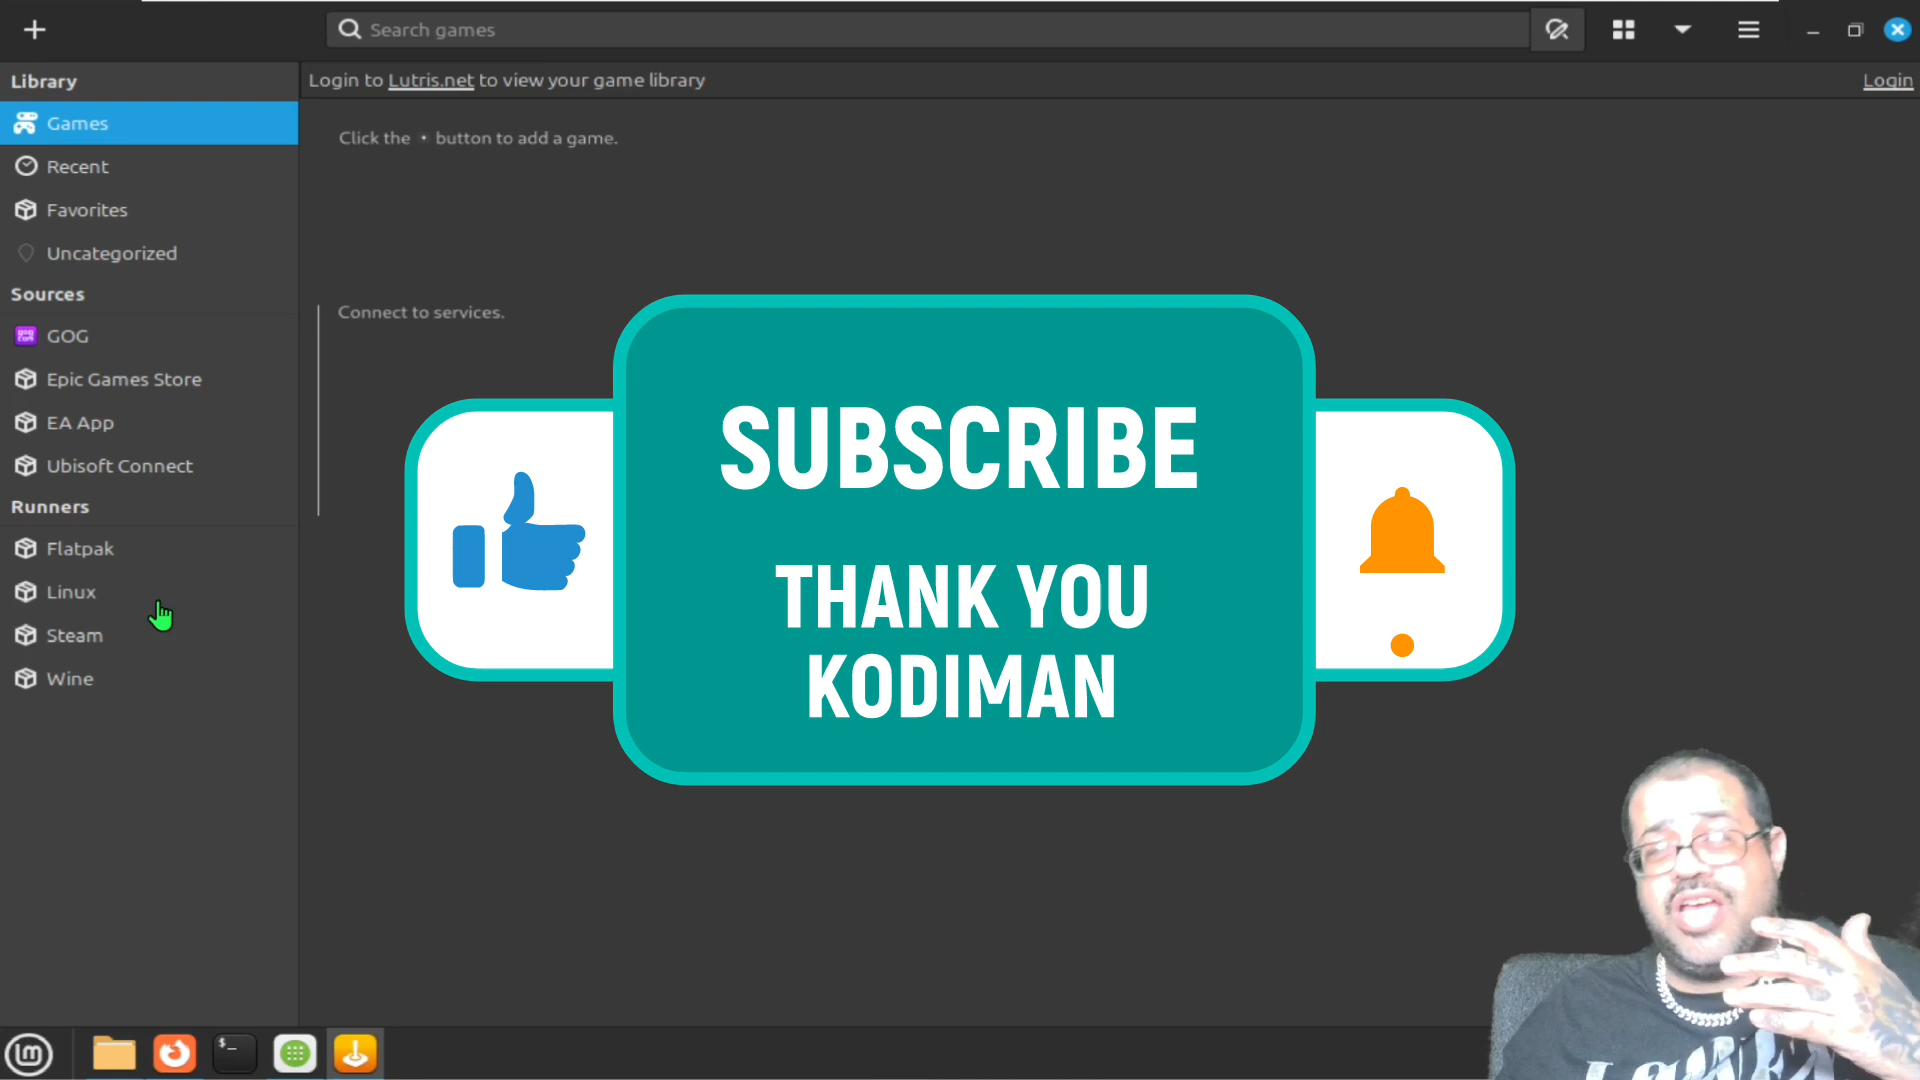 Search games
Library
Login to Lutris.net to view your game library
Login
Games
Click the
button to add a game.
Recent
Favorites
Uncategorized
Sources
Connect to services.
GOG
Epic Games Store
EA App
Ubisoft Connect
Runners
Flatpak
Linux
Steam
Wine
SUBSCRIBE
THANK YOU
KODIMAN
$_
lm